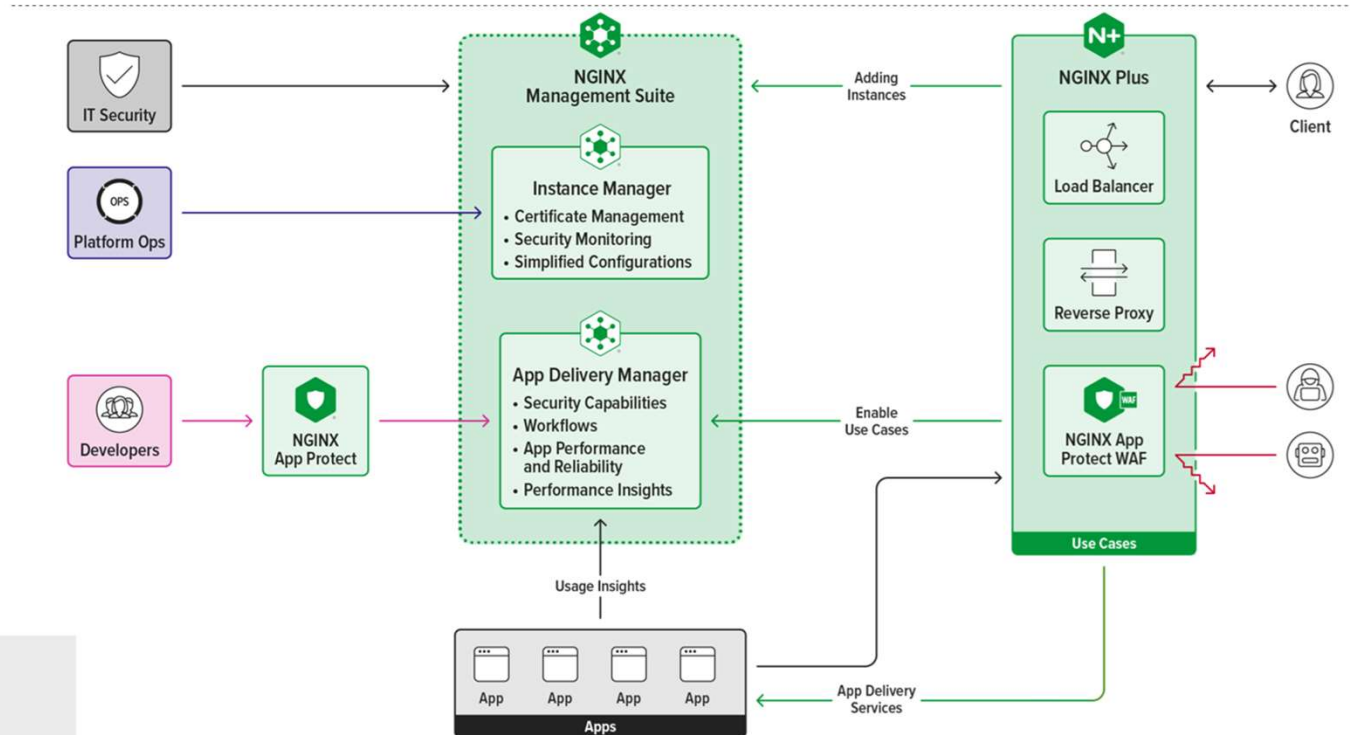 IT Security
OPS
Platform Ops
Developers
NGINX
App Protect
NGINX
Management Suite
Instance Manager
• Certificate Management
• Security Monitoring
• Simplified Configurations
App Delivery Manager
• Security Capabilities
• Workflows
• App Performance
and Reliability
• Performance Insights
Usage Insights
App
App
App
App
Apps
Adding
Instances
Enable
Use Cases
App Delivery
Services
N+
NGINX Plus
Load Balancer
Reverse Proxy
WAF
NGINX App
Protect WAF
Use Cases
Client